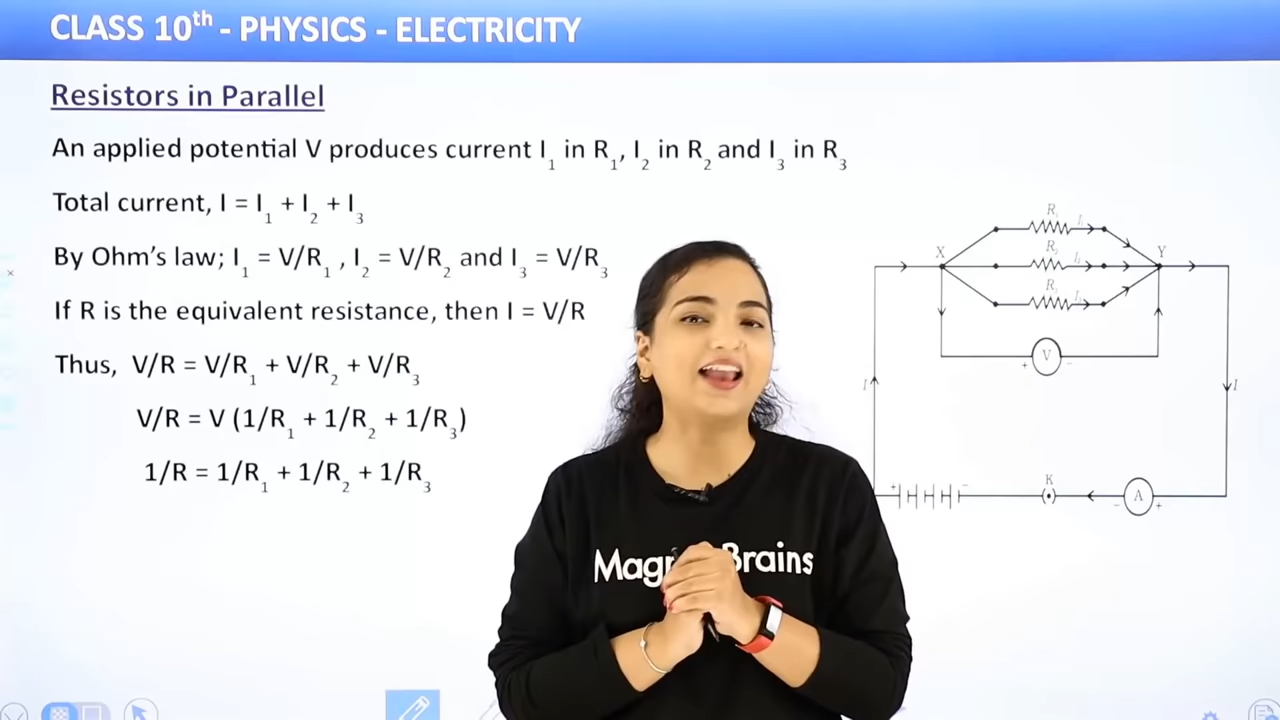 CLASS 10th - PHYSICS - ELECTRICITY
Resistors in Parallel
An applied potential V produces current I1 in R1, I2 in R2 and I3 in R3
Total current, I = I1 + I2 + I3
By Ohm's law; I1 = V/R1 , I2 = V/R2 and I3 = V/R3
If R is the equivalent resistance, then I = V/R
Thus, V/R = V/R1 + V/R2 + V/R3
V/R = V (1/R1 + 1/R2 + 1/R3)
1/R = 1/R1 + 1/R2 + 1/R3
R I
X R I Y
R I
+ V -
I I
+ - K - A +
Brains